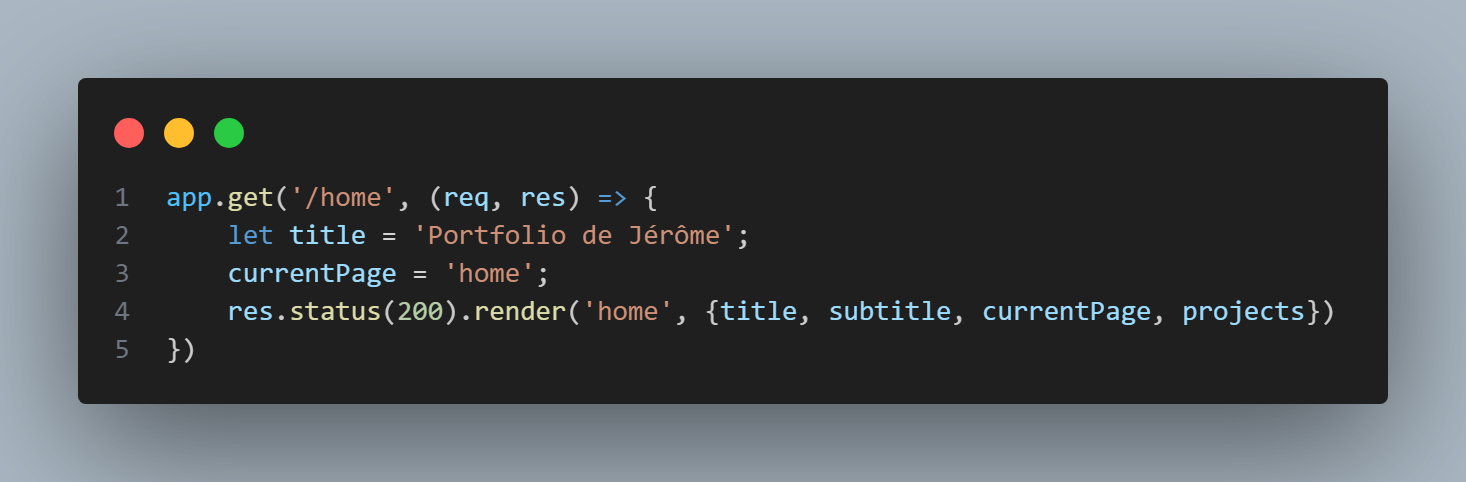 1 app.get('/home', (req, res) => {
2     let title = 'Portfolio de Jérôme';
3     currentPage = 'home';
4     res.status(200).render('home', {title, subtitle, currentPage, projects})
5 })